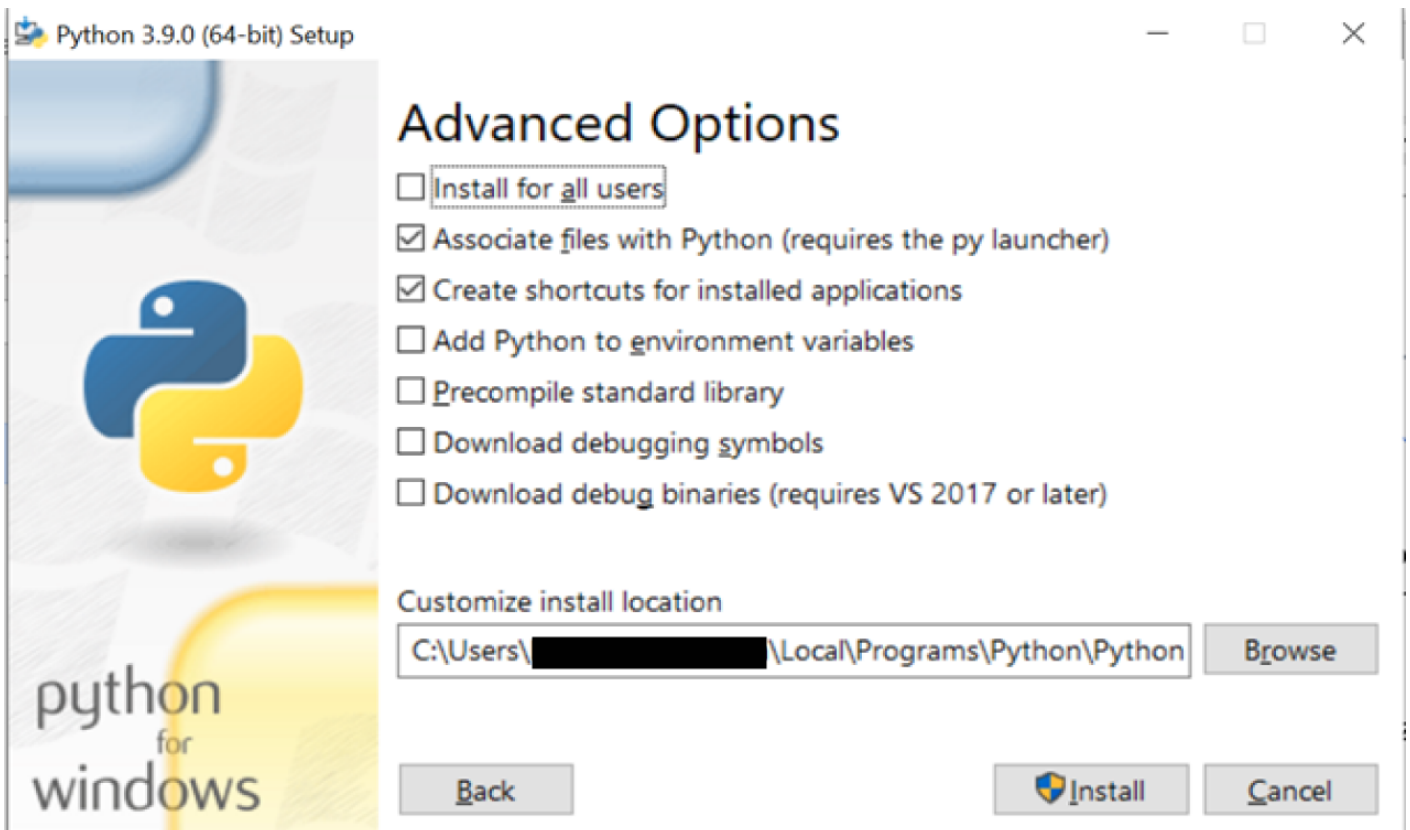 Python 3.9.0 (64-bit) Setup
Advanced Options
Install for all users
Associate files with Python (requires the py launcher)
Create shortcuts for installed applications
Add Python to environment variables
Precompile standard library
Download debugging symbols
Download debug binaries (requires VS 2017 or later)
Customize install location
C:\Users\ \Local\Programs\Python\Python
Browse
python
for
windows
Back
Install
Cancel